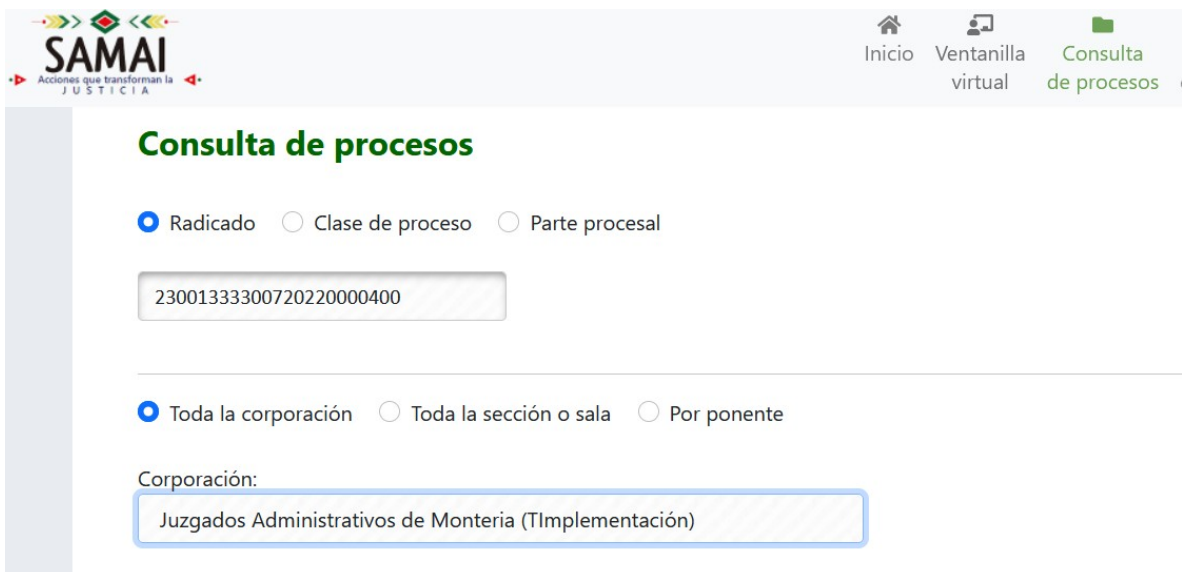 SAMAI
Acciones que transforman la
JUSTICIA
Inicio
Ventanilla
virtual
Consulta
de procesos
Consulta de procesos
Radicado Clase de proceso Parte procesal
23001333300720220000400
Toda la corporación Toda la sección o sala Por ponente
Corporación:
Juzgados Administrativos de Monteria (TImplementación)